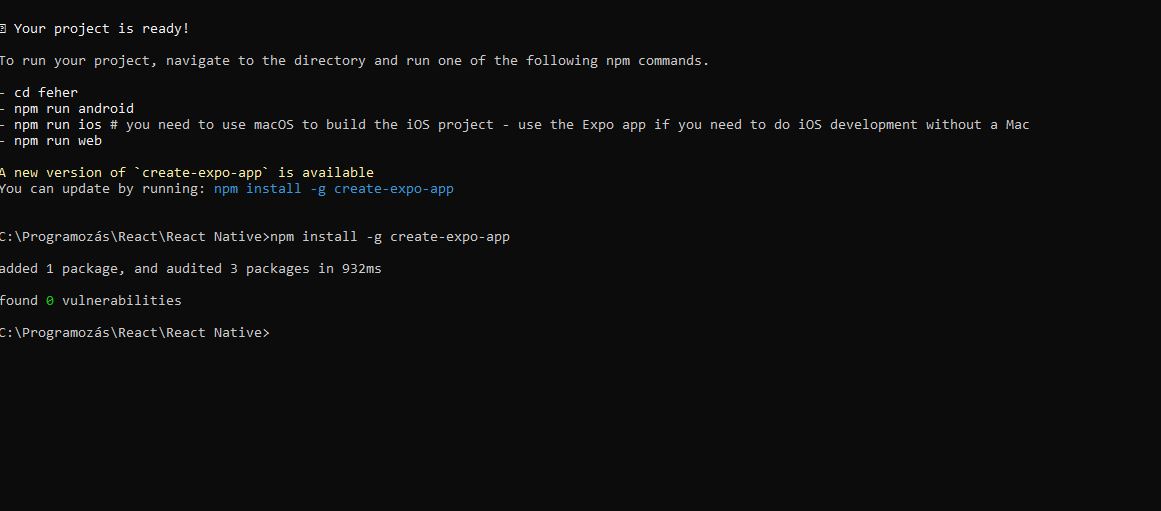 Your project is ready!
To run your project, navigate to the directory and run one of the following npm commands.
- cd feher
- npm run android
- npm run ios # you need to use macOS to build the iOS project - use the Expo app if you need to do iOS development without a Mac
- npm run web
A new version of `create-expo-app` is available
You can update by running: npm install -g create-expo-app
C:\Programozás\React\React Native>npm install -g create-expo-app
added 1 package, and audited 3 packages in 932ms
found 0 vulnerabilities
C:\Programozás\React\React Native>